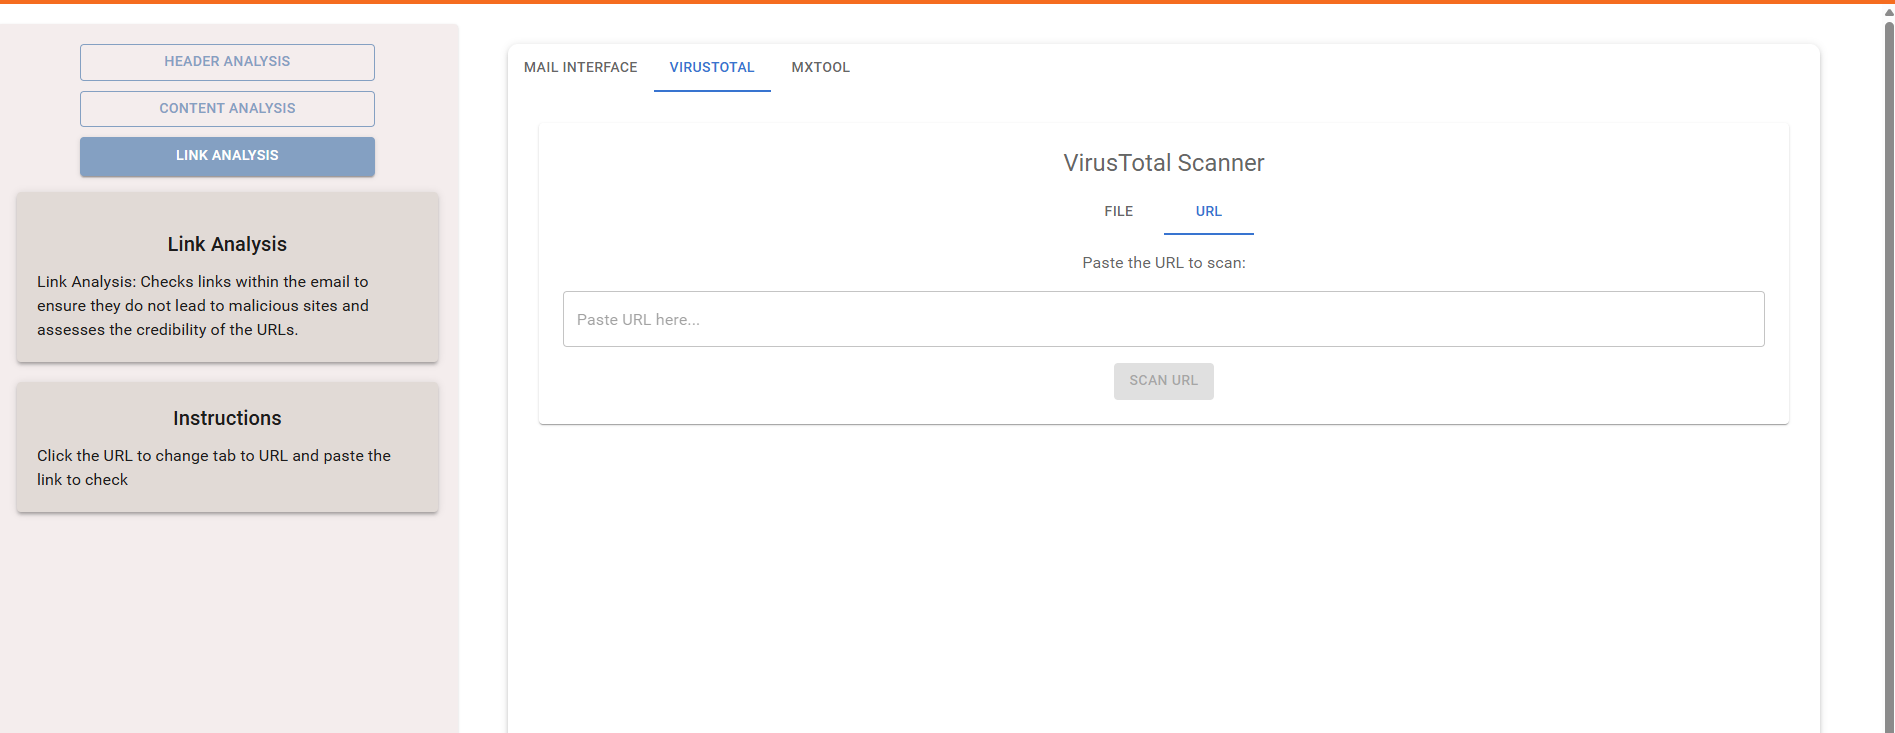 HEADER ANALYSIS
CONTENT ANALYSIS
LINK ANALYSIS
Link Analysis
Link Analysis: Checks links within the email to
ensure they do not lead to malicious sites and
assesses the credibility of the URLs.
Instructions
Click the URL to change tab to URL and paste the
link to check
MAIL INTERFACE VIRUSTOTAL MXTOOL
VirusTotal Scanner
FILE URL
Paste the URL to scan:
Paste URL here...
SCAN URL